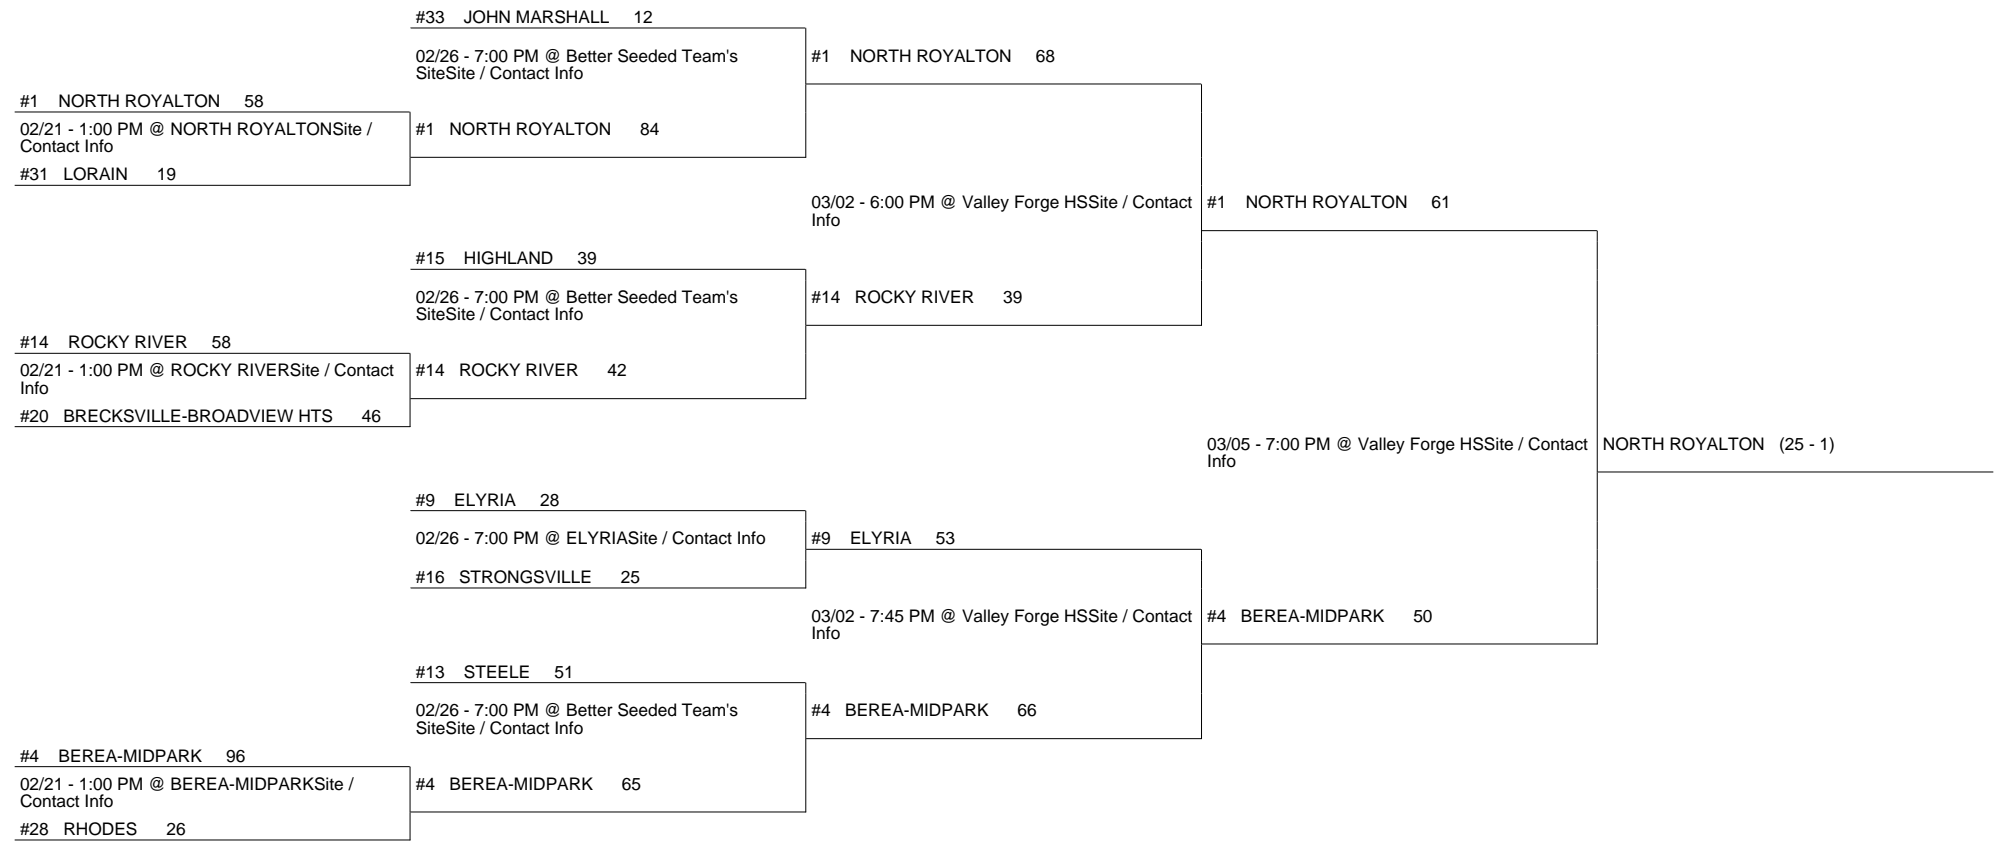 #33 JOHN MARSHALL 12
02/26 - 7:00 PM @ Better Seeded Team's
SiteSite / Contact Info
#1 NORTH ROYALTON 68
#1 NORTH ROYALTON 58
02/21 - 1:00 PM @ NORTH ROYALTONSite /
Contact Info
#1 NORTH ROYALTON 84
#31 LORAIN 19
03/02 - 6:00 PM @ Valley Forge HSSite / Contact
Info
#1 NORTH ROYALTON 61
#15 HIGHLAND 39
02/26 - 7:00 PM @ Better Seeded Team's
SiteSite / Contact Info
#14 ROCKY RIVER 39
#14 ROCKY RIVER 58
02/21 - 1:00 PM @ ROCKY RIVERSite / Contact
Info
#14 ROCKY RIVER 42
#20 BRECKSVILLE-BROADVIEW HTS 46
03/05 - 7:00 PM @ Valley Forge HSSite / Contact
Info
NORTH ROYALTON (25 - 1)
#9 ELYRIA 28
02/26 - 7:00 PM @ ELYRIASite / Contact Info
#9 ELYRIA 53
#16 STRONGSVILLE 25
03/02 - 7:45 PM @ Valley Forge HSSite / Contact
Info
#4 BEREA-MIDPARK 50
#13 STEELE 51
02/26 - 7:00 PM @ Better Seeded Team's
SiteSite / Contact Info
#4 BEREA-MIDPARK 66
#4 BEREA-MIDPARK 96
02/21 - 1:00 PM @ BEREA-MIDPARKSite /
Contact Info
#4 BEREA-MIDPARK 65
#28 RHODES 26